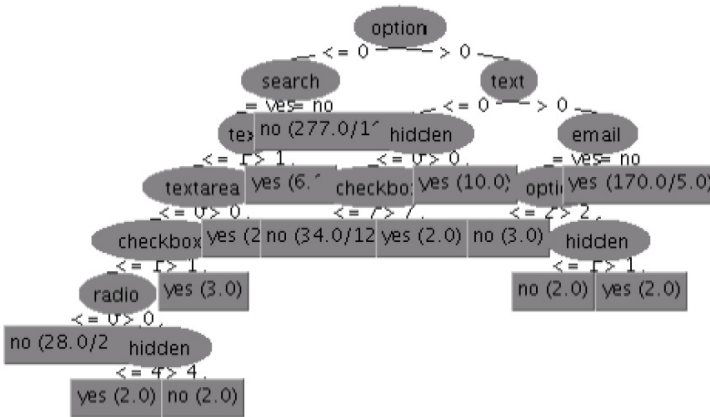 option
<= 0 > 0
search text
= yes = no <= 0 > 0
no (277.0/1 hidden email
<= 1 > 1 <= 0 > 0 = yes = no
textarea yes (6. checkbox yes (10.0) yes (170.0/5.0)
<= 0 > 0 <= 7 > 7 <= 2 > 2
checkbox yes (2 no (34.0/12 yes (2.0) no (3.0) hidden
<= 1 > 1 <= 1 > 1
radio yes (3.0) no (2.0) yes (2.0)
<= 0 > 0
no (28.0/2 hidden
<= 4 > 4
yes (2.0) no (2.0)